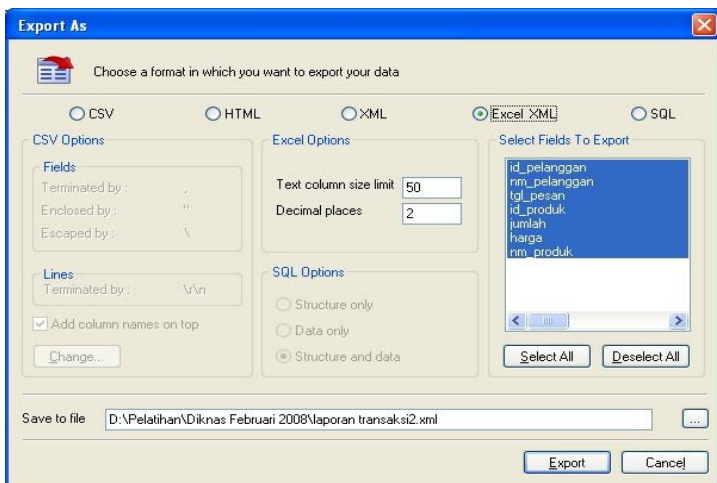 Export As
Choose a format in which you want to export your data
CSV
HTML
XML
Excel XML
SQL
CSV Options
Fields
Terminated by : ,
Enclosed by : "
Escaped by : \
Lines
Terminated by : \r\n
Add column names on top
Change...
Excel Options
Text column size limit 50
Decimal places 2
SQL Options
Structure only
Data only
Structure and data
Select Fields To Export
id_pelanggan
nm_pelanggan
tgl_pesan
id_produk
jumlah
harga
nm_produk
Select All
Deselect All
Save to file D:\Pelatihan\Diknas Februari 2008\laporan transaksi2.xml ...
Export
Cancel